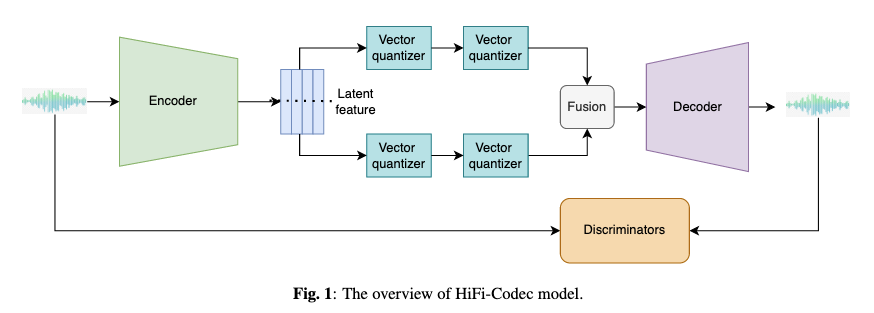 Encoder
Latent
feature
Vector
quantizer
Vector
quantizer
Vector
quantizer
Vector
quantizer
Fusion
Decoder
Discriminators
Fig. 1: The overview of HiFi-Codec model.